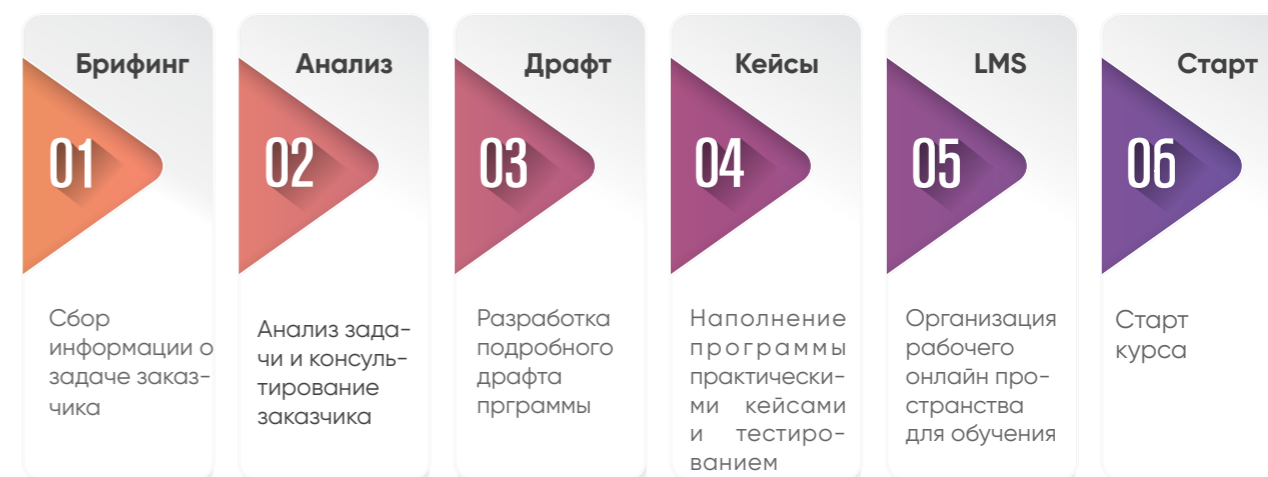 Брифинг
01
Сбор
информации о
задаче заказ-
чика
Анализ
02
Анализ зада-
чи и консуль-
тирование
заказчика
Драфт
03
Разработка
подробного
драфта
прграммы
Кейсы
04
Наполнение
программы
практически-
ми кейсами
и тестиро-
ванием
LMS
05
Организация
рабочего
онлайн про-
странства
для обучения
Старт
06
Старт
курса